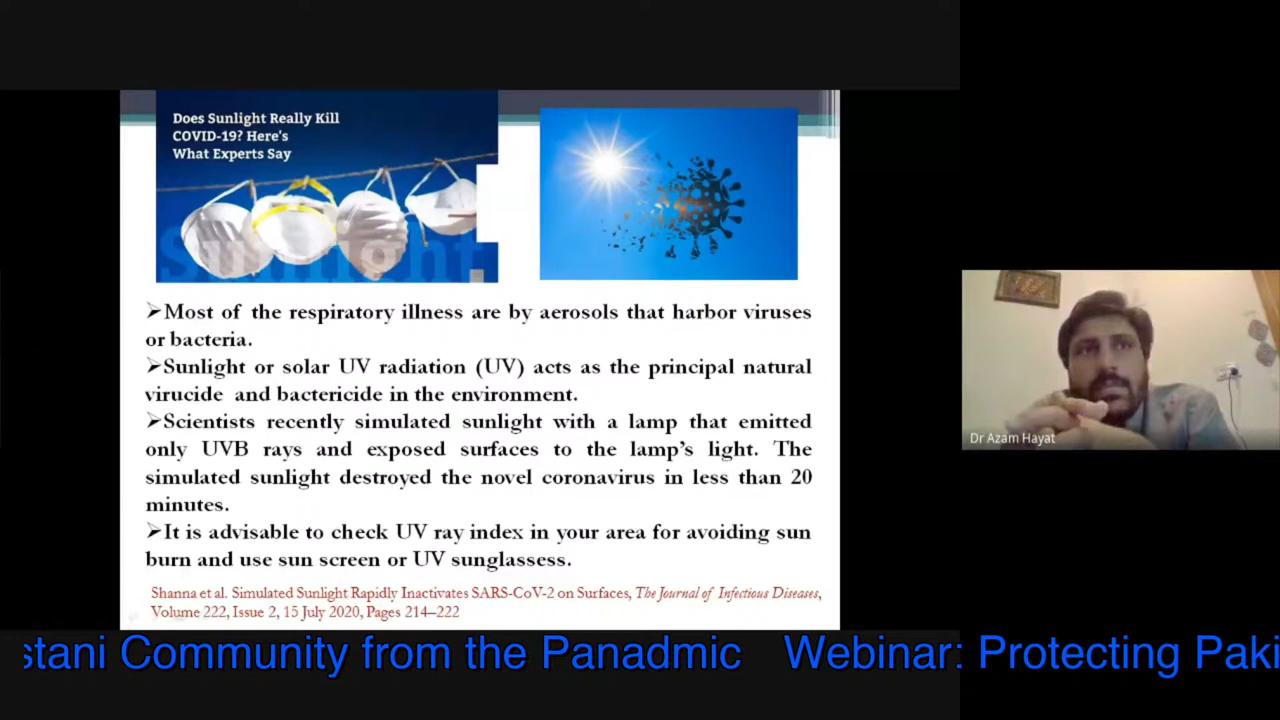 Does Sunlight Really Kill
COVID-19? Here's
What Experts Say
Sunlight
➢Most of the respiratory illness are by aerosols that harbor viruses
or bacteria.
➢Sunlight or solar UV radiation (UV) acts as the principal natural
virucide and bactericide in the environment.
➢Scientists recently simulated sunlight with a lamp that emitted
only UVB rays and exposed surfaces to the lamp's light. The
simulated sunlight destroyed the novel coronavirus in less than 20
minutes.
➢It is advisable to check UV ray index in your area for avoiding sun
burn and use sun screen or UV sunglassess.
Shanna et al. Simulated Sunlight Rapidly Inactivates SARS-CoV-2 on Surfaces, The Journal of Infectious Diseases,
Volume 222, Issue 2, 15 July 2020, Pages 214–222
Dr Azam Hayat
stani Community from the Panadmic Webinar: Protecting Paki